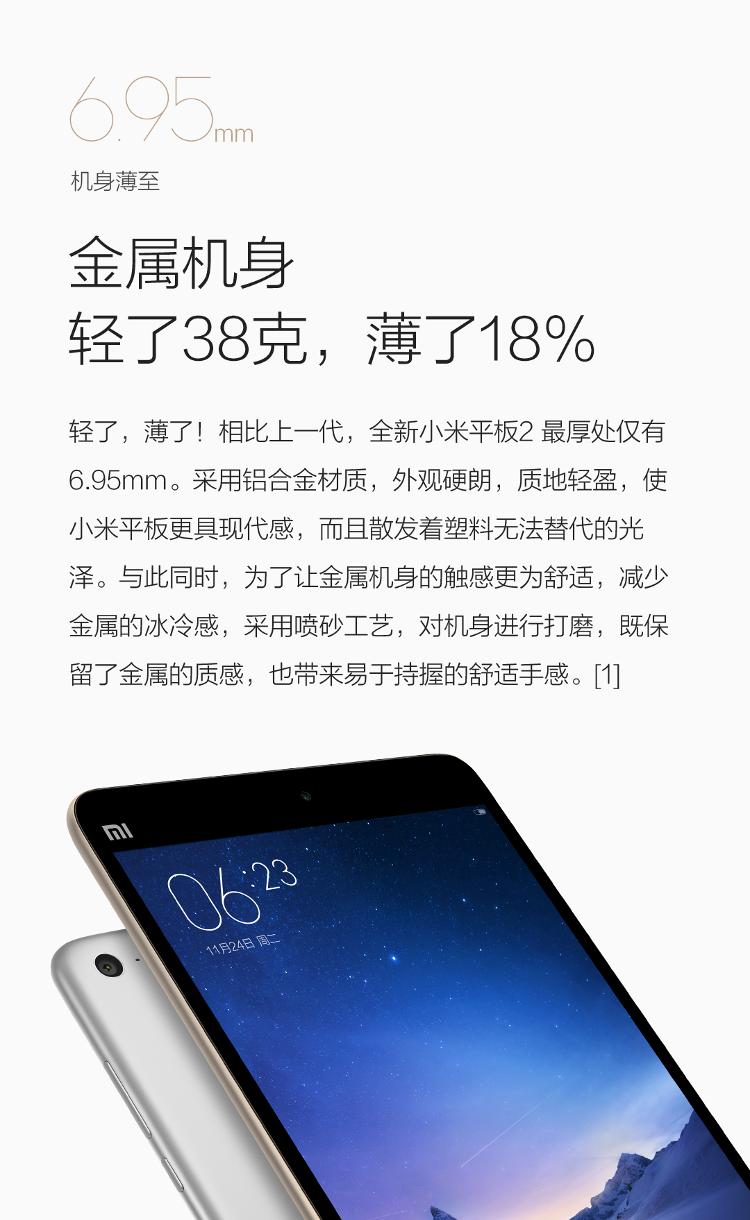 6.95mm
机身薄至
金属机身
轻了38克，薄了18%
轻了，薄了！相比上一代，全新小米平板2 最厚处仅有
6.95mm。采用铝合金材质，外观硬朗，质地轻盈，使
小米平板更具现代感，而且散发着塑料无法替代的光
泽。与此同时，为了让金属机身的触感更为舒适，减少
金属的冰冷感，采用喷砂工艺，对机身进行打磨，既保
留了金属的质感，也带来易于持握的舒适手感。[1]
MI
06:23
11月24日 周二